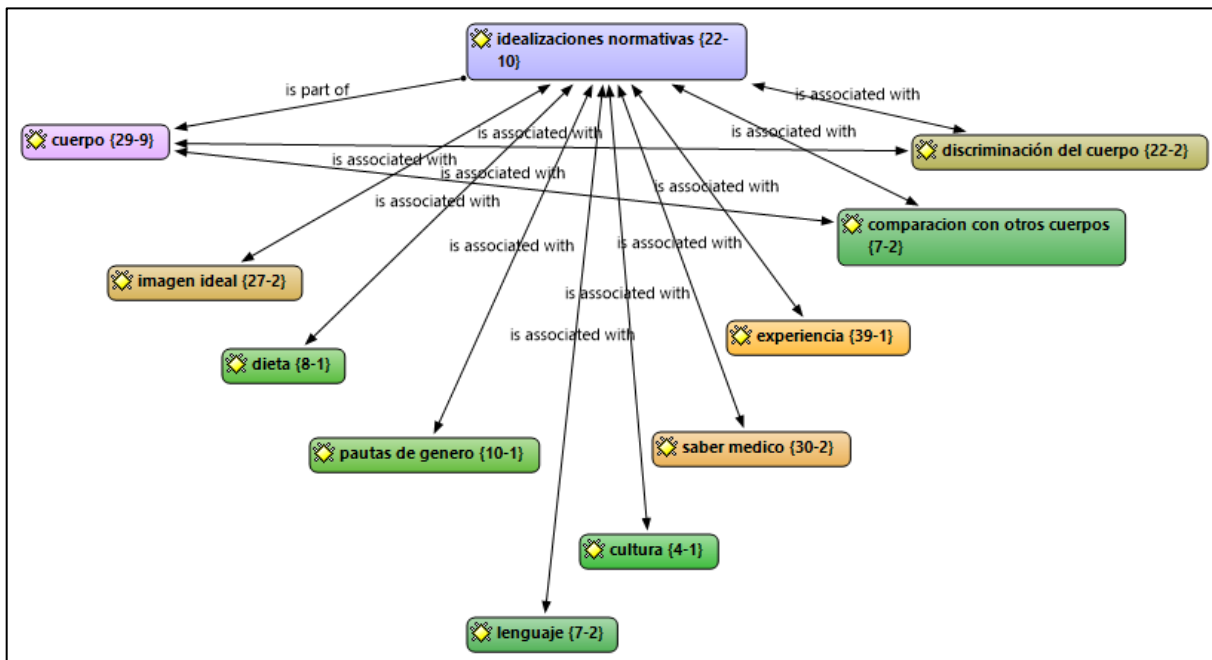 idealizaciones normativas {22-
10}
is part of
is associated with
cuerpo {29-9}
is associated with
is associated with
discriminación del cuerpo {22-2}
is associated with
is associated with
is associated with
is associated with
comparacion con otros cuerpos
{7-2}
is associated with
is associated with
imagen ideal {27-2}
is associated with
is associated with
experiencia {39-1}
dieta {8-1}
pautas de genero {10-1}
saber medico {30-2}
cultura {4-1}
lenguaje {7-2}